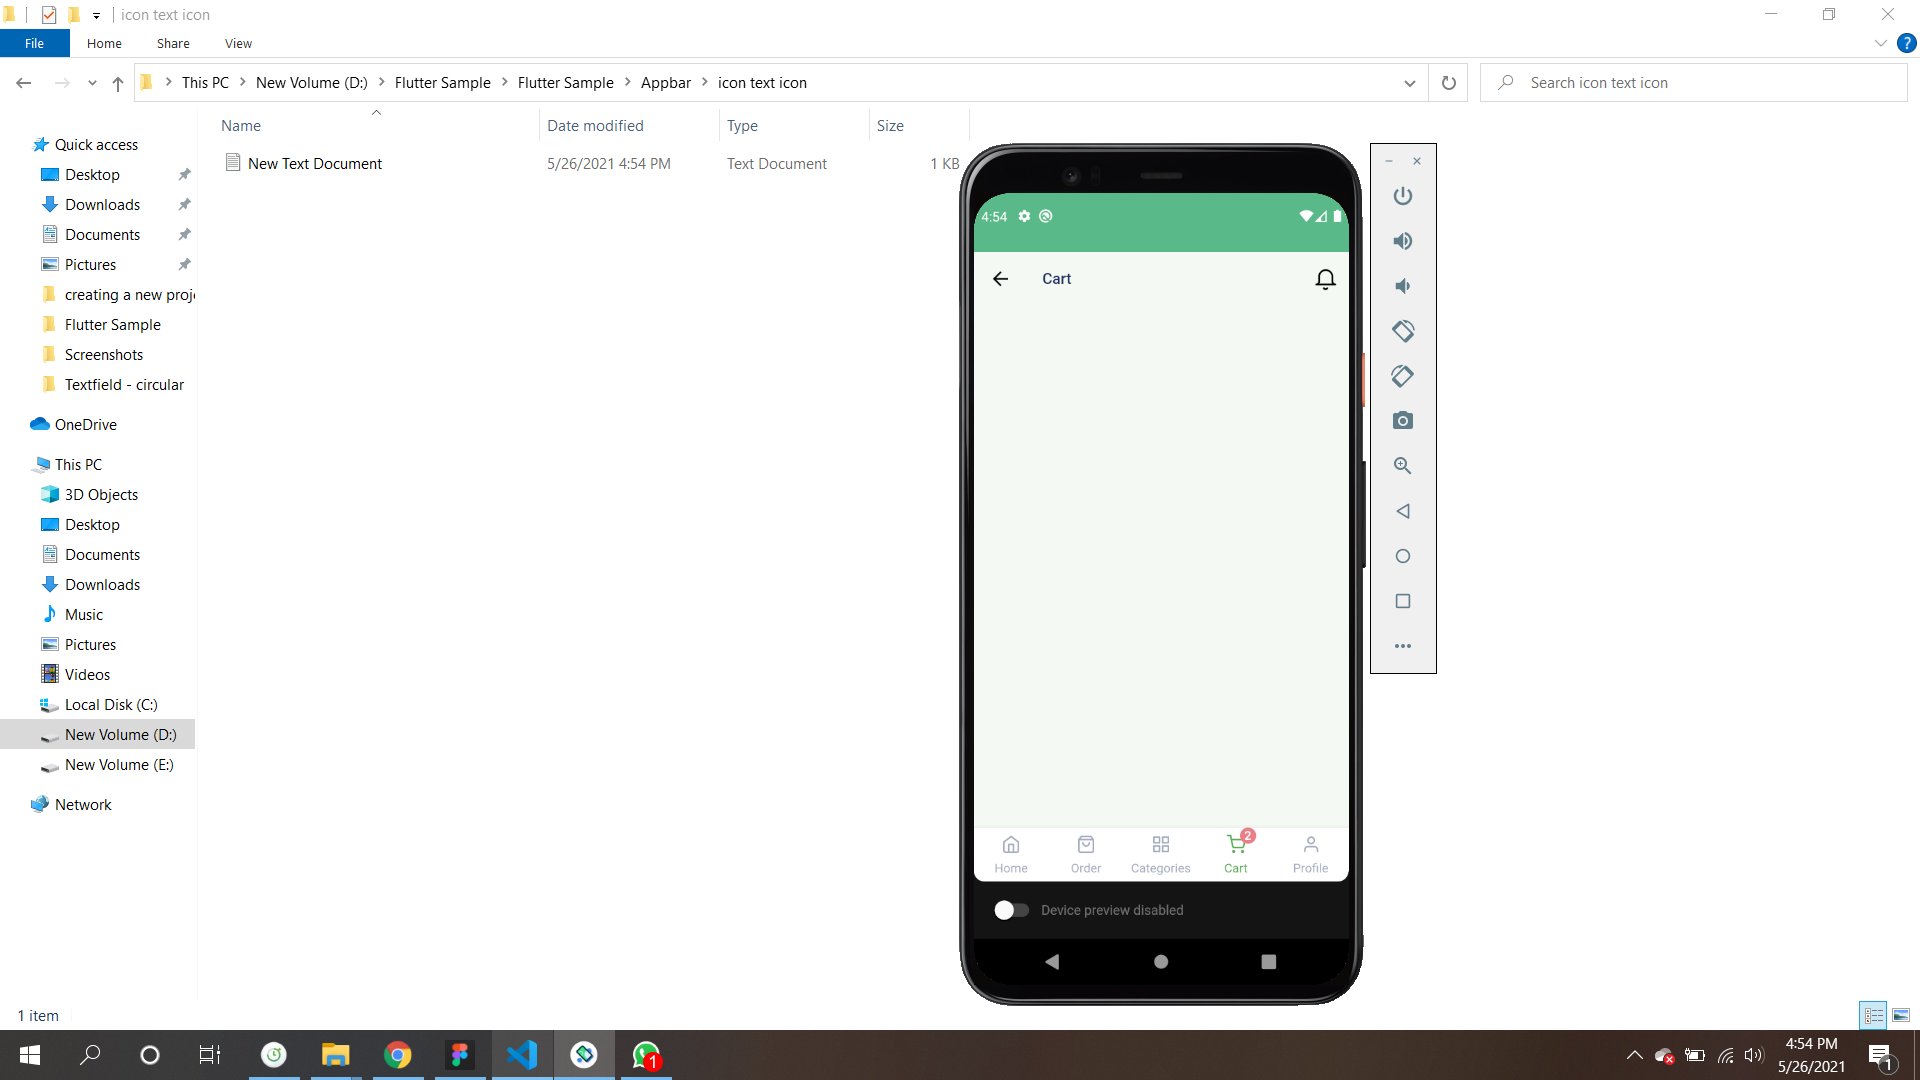 icon text icon
File Home Share View
This PC New Volume (D:) Flutter Sample Flutter Sample Appbar icon text icon
Search icon text icon
Name Date modified Type Size
New Text Document 5/26/2021 4:54 PM Text Document 1 KB
Quick access
Desktop
Downloads
Documents
Pictures
creating a new proj
Flutter Sample
Screenshots
Textfield - circular
OneDrive
This PC
3D Objects
Desktop
Documents
Downloads
Music
Pictures
Videos
Local Disk (C:)
New Volume (D:)
New Volume (E:)
Network
1 item
4:54
Cart
2
Home Order Categories Cart Profile
Device preview disabled
1
4:54 PM
5/26/2021
1